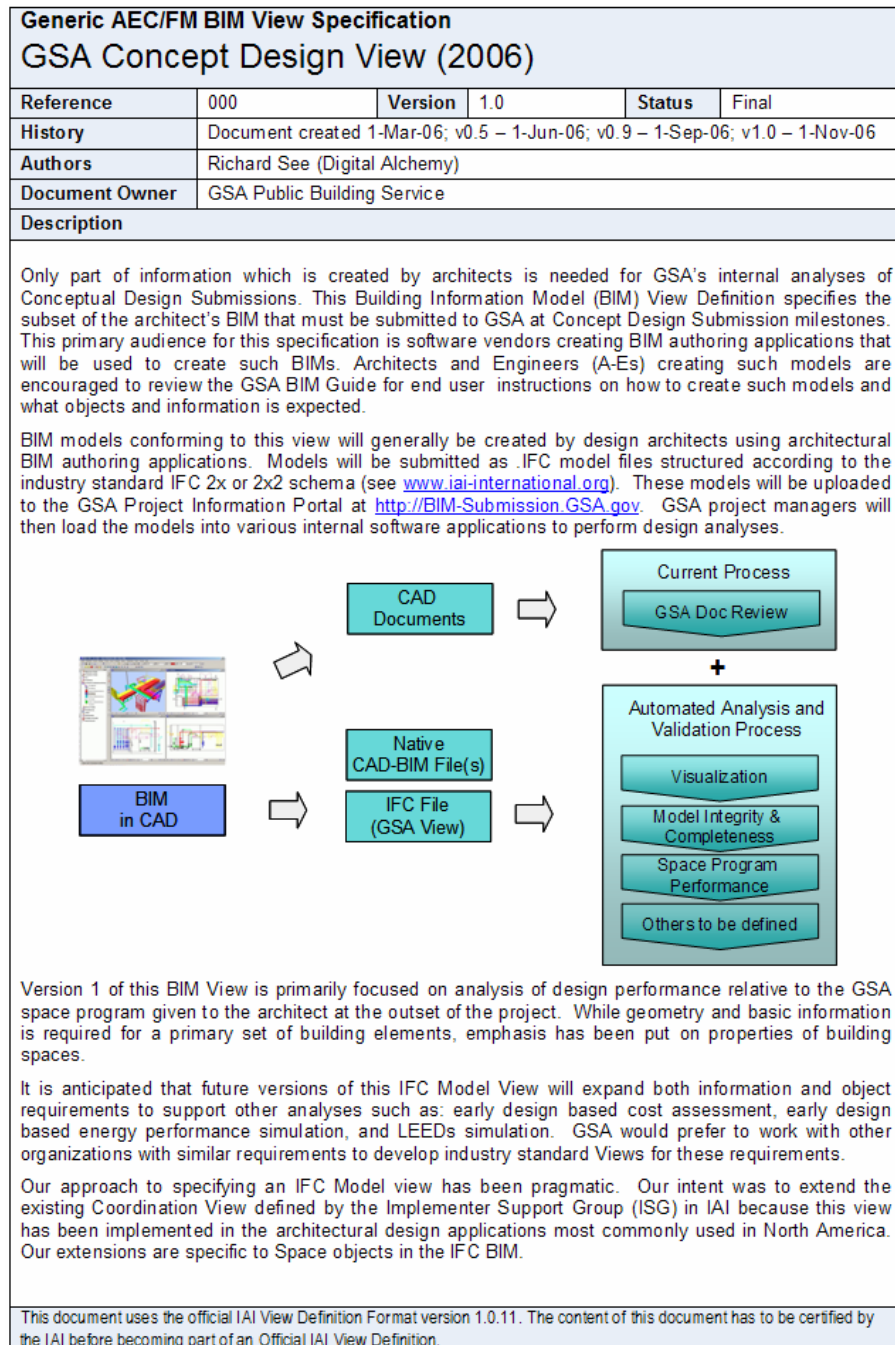 Generic AEC/FM BIM View Specification
GSA Concept Design View (2006)
Reference 000 Version 1.0 Status Final
History Document created 1-Mar-06; v0.5 – 1-Jun-06; v0.9 – 1-Sep-06; v1.0 – 1-Nov-06
Authors Richard See (Digital Alchemy)
Document Owner GSA Public Building Service
Description
Only part of information which is created by architects is needed for GSA's internal analyses of
Conceptual Design Submissions. This Building Information Model (BIM) View Definition specifies the
subset of the architect's BIM that must be submitted to GSA at Concept Design Submission milestones.
This primary audience for this specification is software vendors creating BIM authoring applications that
will be used to create such BIMs. Architects and Engineers (A-Es) creating such models are
encouraged to review the GSA BIM Guide for end user instructions on how to create such models and
what objects and information is expected.
BIM models conforming to this view will generally be created by design architects using architectural
BIM authoring applications. Models will be submitted as .IFC model files structured according to the
industry standard IFC 2x or 2x2 schema (see www.iai-international.org). These models will be uploaded
to the GSA Project Information Portal at http://BIM-Submission.GSA.gov. GSA project managers will
then load the models into various internal software applications to perform design analyses.
CAD
Documents
Current Process
GSA Doc Review
+
BIM
in CAD
Native
CAD-BIM File(s)
IFC File
(GSA View)
Automated Analysis and
Validation Process
Visualization
Model Integrity &
Completeness
Space Program
Performance
Others to be defined
Version 1 of this BIM View is primarily focused on analysis of design performance relative to the GSA
space program given to the architect at the outset of the project. While geometry and basic information
is required for a primary set of building elements, emphasis has been put on properties of building
spaces.
It is anticipated that future versions of this IFC Model View will expand both information and object
requirements to support other analyses such as: early design based cost assessment, early design
based energy performance simulation, and LEEDs simulation. GSA would prefer to work with other
organizations with similar requirements to develop industry standard Views for these requirements.
Our approach to specifying an IFC Model view has been pragmatic. Our intent was to extend the
existing Coordination View defined by the Implementer Support Group (ISG) in IAI because this view
has been implemented in the architectural design applications most commonly used in North America.
Our extensions are specific to Space objects in the IFC BIM.
This document uses the official IAI View Definition Format version 1.0.11. The content of this document has to be certified by
the IAI before becoming part of an Official IAI View Definition.